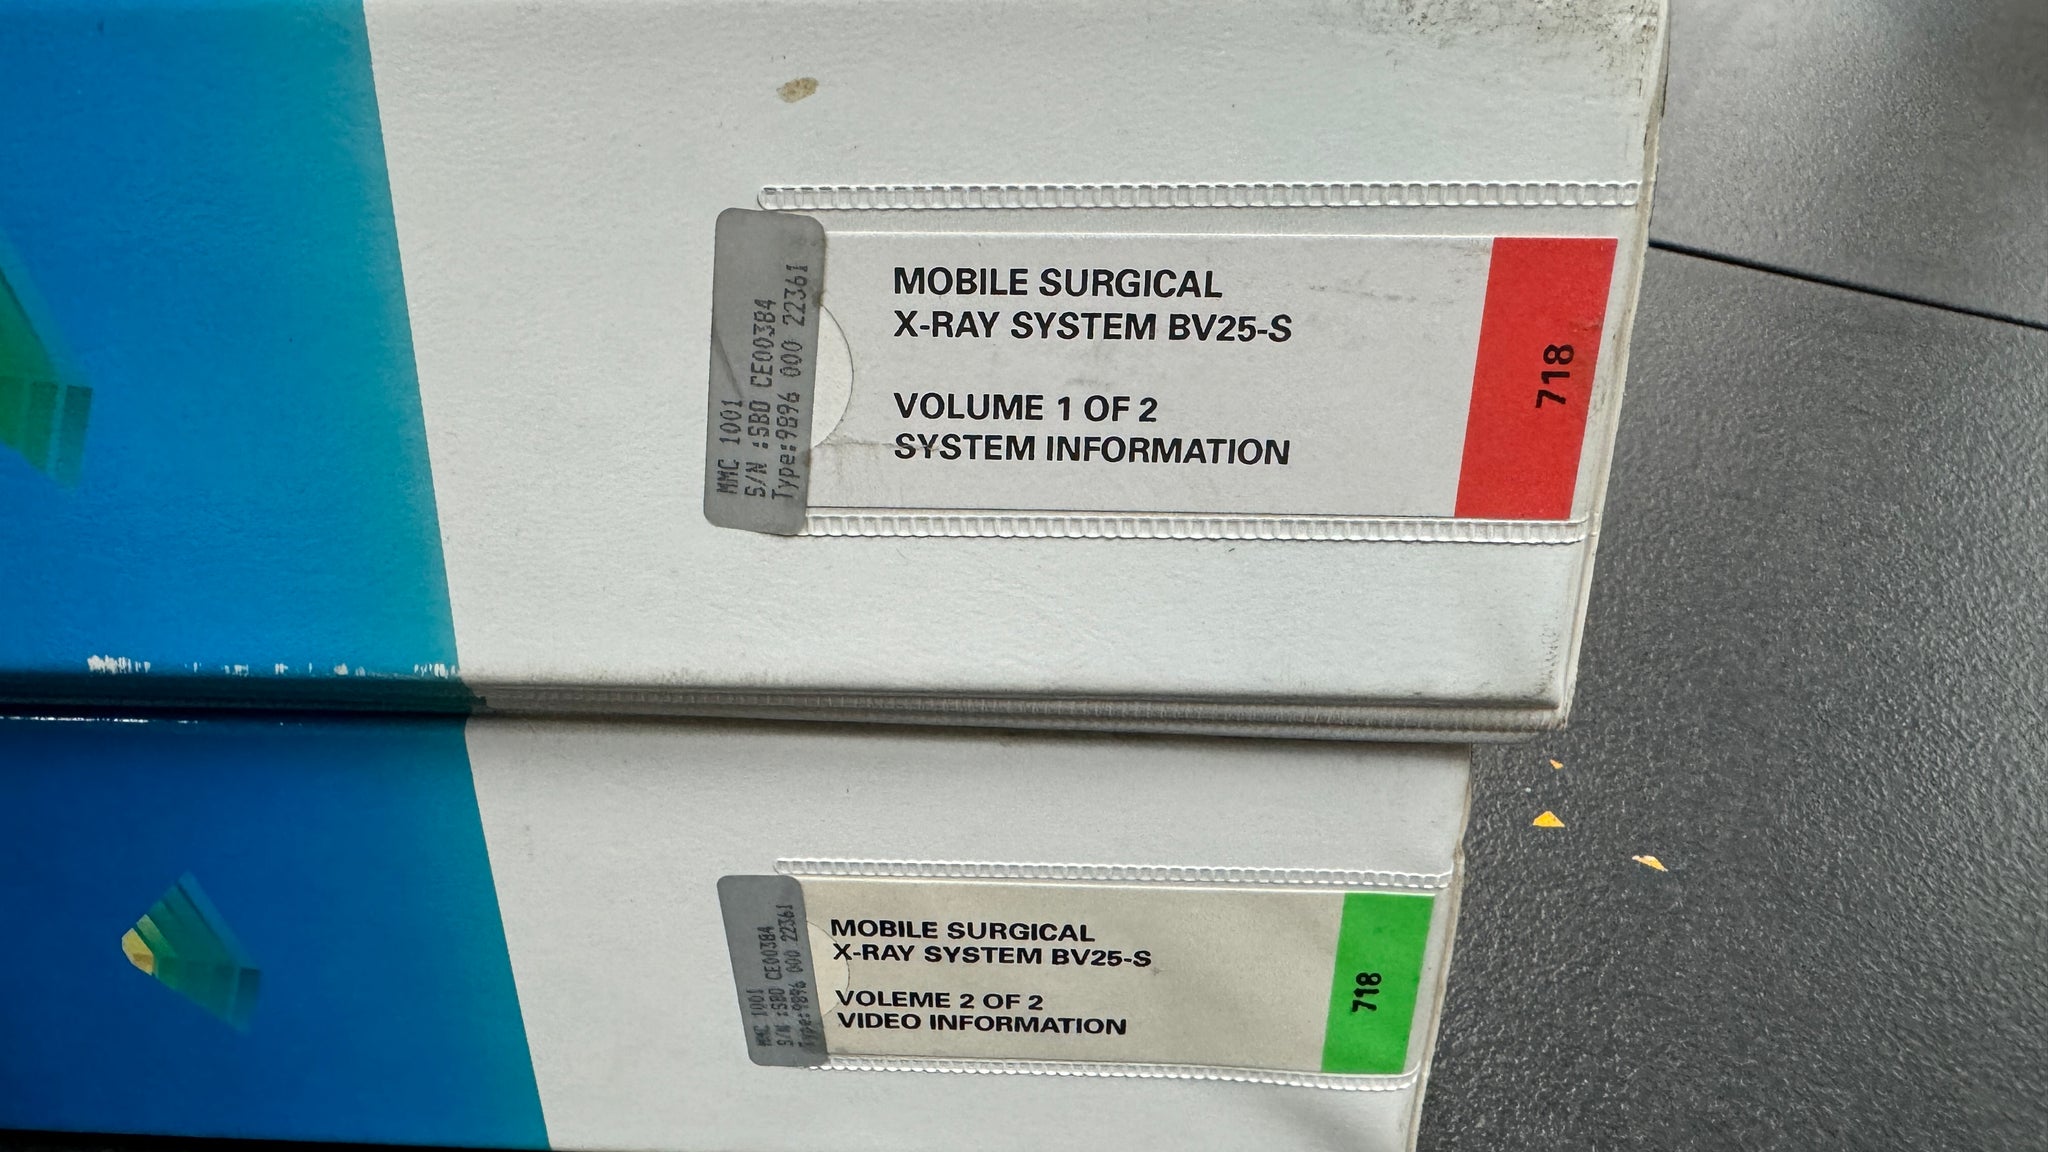 MOBILE SURGICAL
X-RAY SYSTEM BV25-S
VOLUME 1 OF 2
SYSTEM INFORMATION
718
MMC 1001
S/N :SBD CE003B4
Type:9896 000 22361
MOBILE SURGICAL
X-RAY SYSTEM BV25-S
VOLEME 2 OF 2
VIDEO INFORMATION
718
MMC 1001
S/N :SBD CE003B4
Type:9896 000 22361